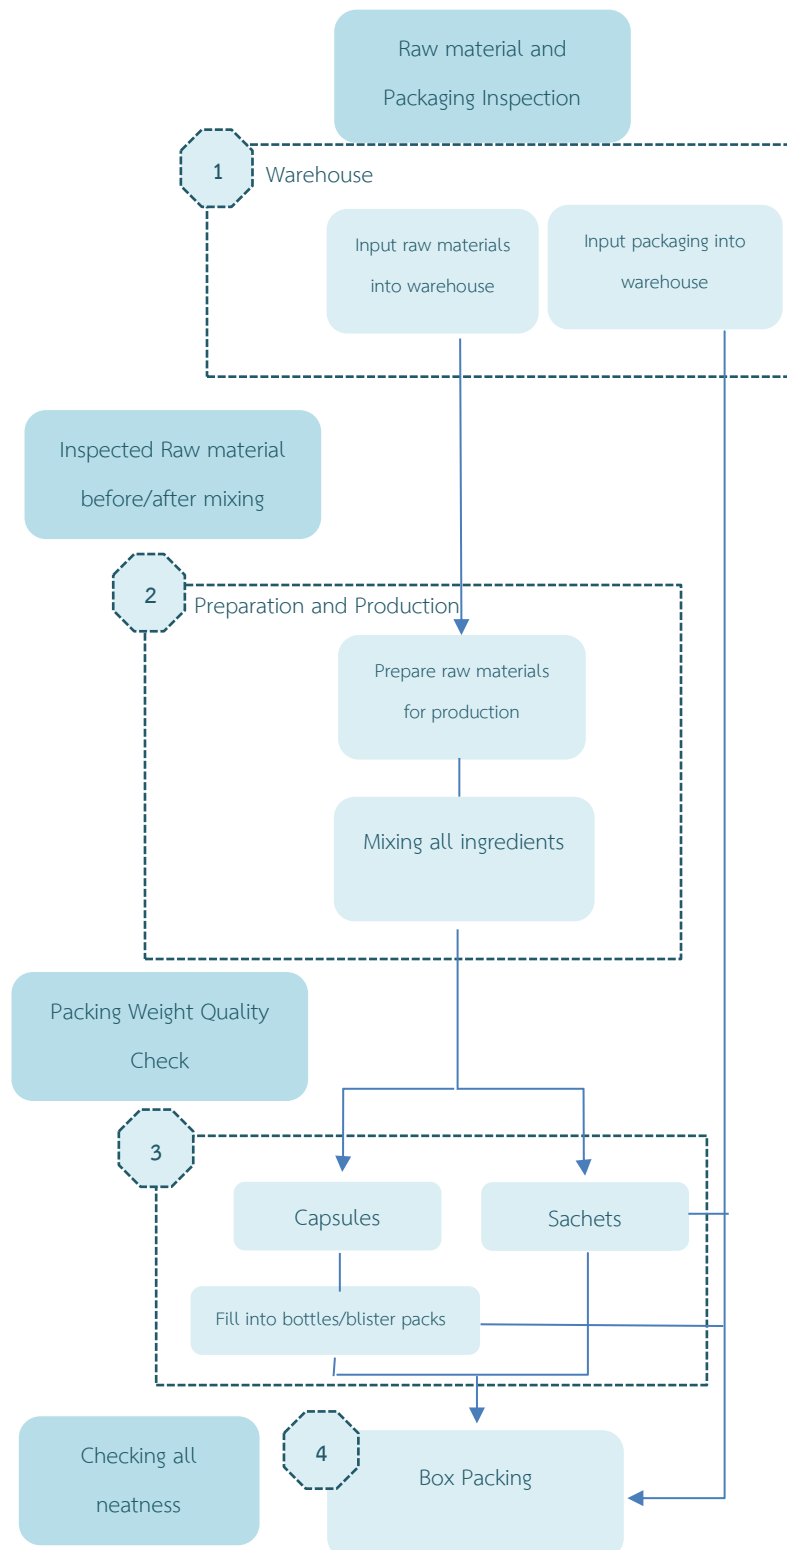 Raw material and
Packaging Inspection
1
Warehouse
Input raw materials
into warehouse
Input packaging into
warehouse
Inspected Raw material
before/after mixing
2
Preparation and Production
Prepare raw materials
for production
Mixing all ingredients
Packing Weight Quality
Check
3
Capsules
Sachets
Fill into bottles/blister packs
4
Box Packing
Checking all
neatness